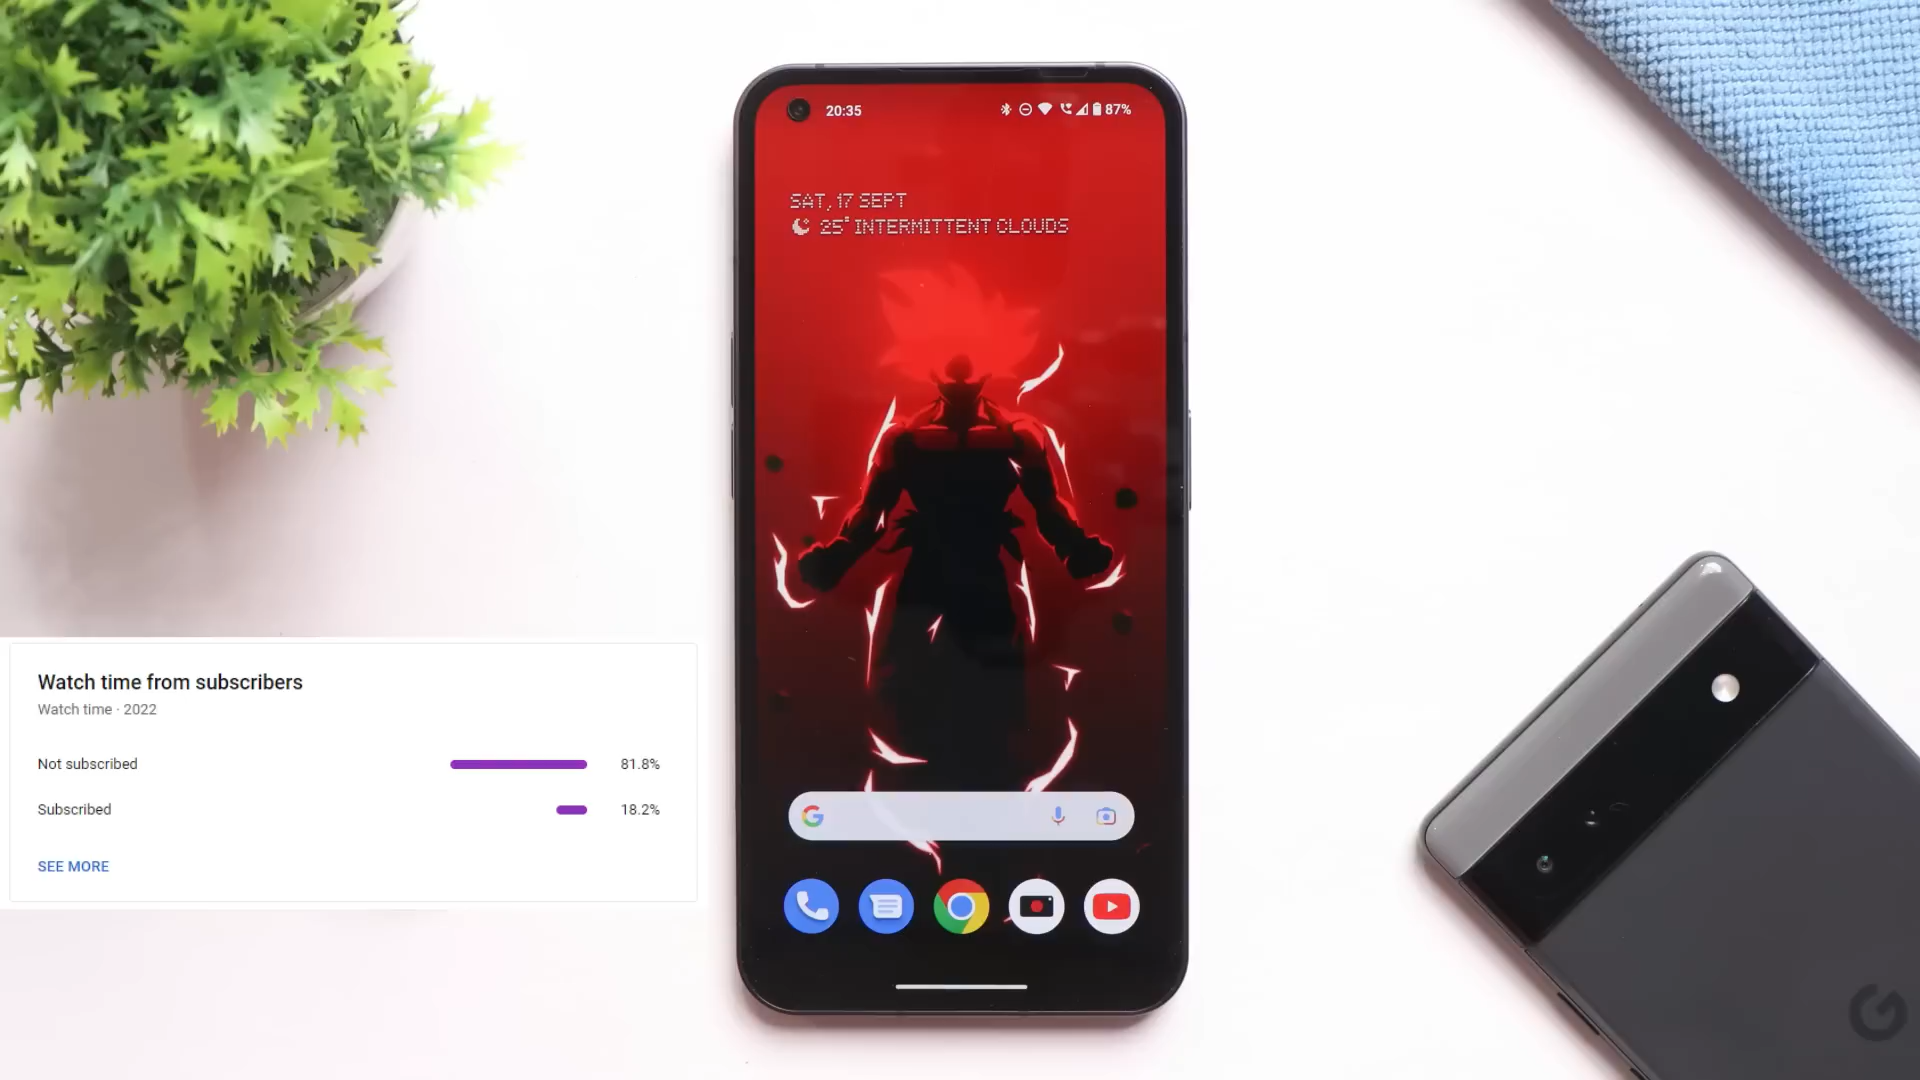 20:35
87%
SAT, 17 SEPT
25° INTERMITTENT CLOUDS
Watch time from subscribers
Watch time · 2022
Not subscribed 81.8%
Subscribed 18.2%
SEE MORE